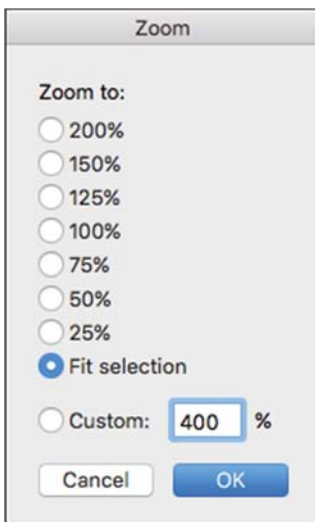 Zoom
Zoom to:
200%
150%
125%
100%
75%
50%
25%
Fit selection
Custom: 400 %
Cancel OK